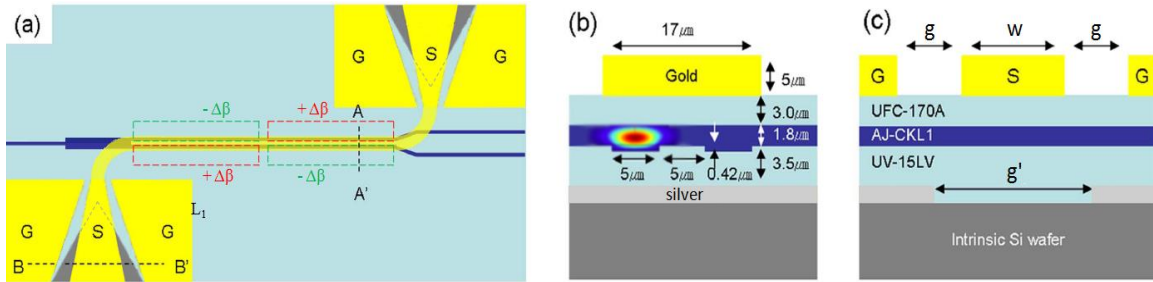 (a)
G
S
G
- Δβ
+ Δβ
A
+ Δβ
- Δβ
A'
L1
G
S
G
B
B'
(b)
17㎛
Gold
5㎛
3.0㎛
1.8㎛
5㎛
5㎛
0.42㎛
3.5㎛
silver
(c)
g
w
g
G
S
G
UFC-170A
AJ-CKL1
UV-15LV
g'
Intrinsic Si wafer